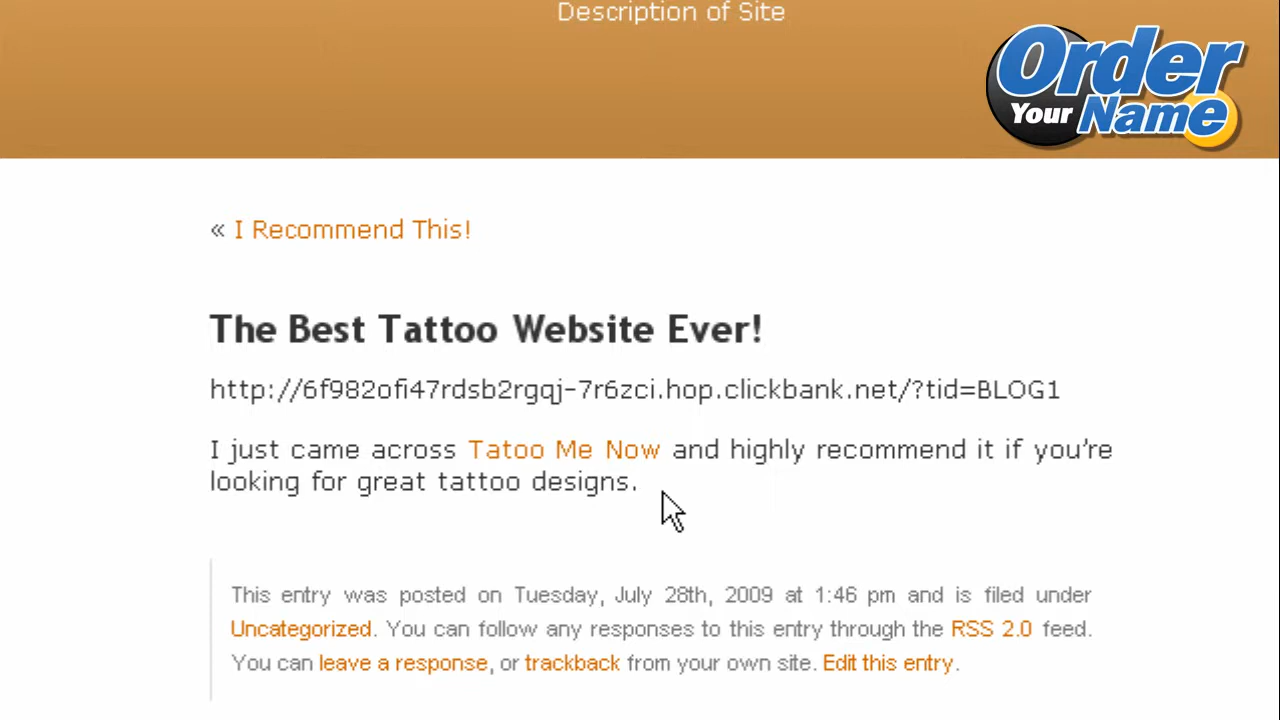 Description of Site
Order
Your Name
« I Recommend This!
The Best Tattoo Website Ever!
http://6f982ofi47rdsb2rgqj-7r6zci.hop.clickbank.net/?tid=BLOG1
I just came across Tatoo Me Now and highly recommend it if you’re
looking for great tattoo designs.
This entry was posted on Tuesday, July 28th, 2009 at 1:46 pm and is filed under
Uncategorized. You can follow any responses to this entry through the RSS 2.0 feed.
You can leave a response, or trackback from your own site. Edit this entry.